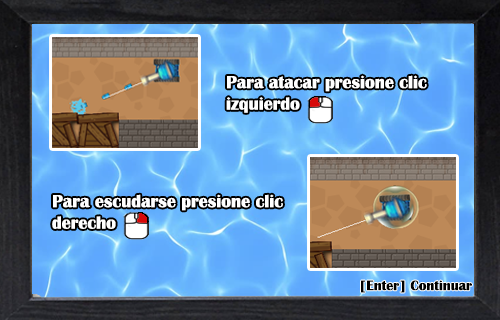 Para atacar presione clic
izquierdo
Para escudarse presione clic
derecho
[Enter] Continuar